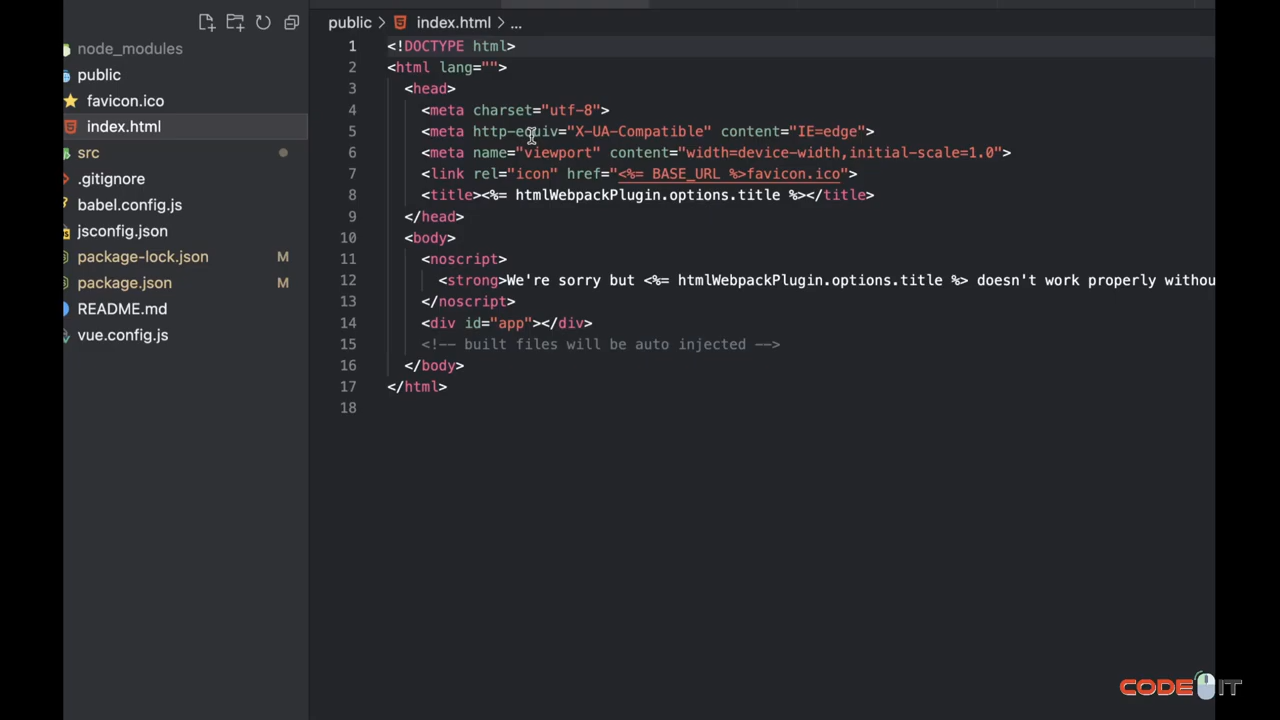 public > index.html > ...
node_modules
public
favicon.ico
index.html
src
.gitignore
babel.config.js
jsconfig.json
package-lock.json M
package.json M
README.md
vue.config.js
1 <!DOCTYPE html>
2 <html lang="">
3 <head>
4 <meta charset="utf-8">
5 <meta http-equiv="X-UA-Compatible" content="IE=edge">
6 <meta name="viewport" content="width=device-width,initial-scale=1.0">
7 <link rel="icon" href="<%= BASE_URL %>favicon.ico">
8 <title><%= htmlWebpackPlugin.options.title %></title>
9 </head>
10 <body>
11 <noscript>
12 <strong>We're sorry but <%= htmlWebpackPlugin.options.title %> doesn't work properly withou
13 </noscript>
14 <div id="app"></div>
15 <!-- built files will be auto injected -->
16 </body>
17 </html>
18
CODE IT